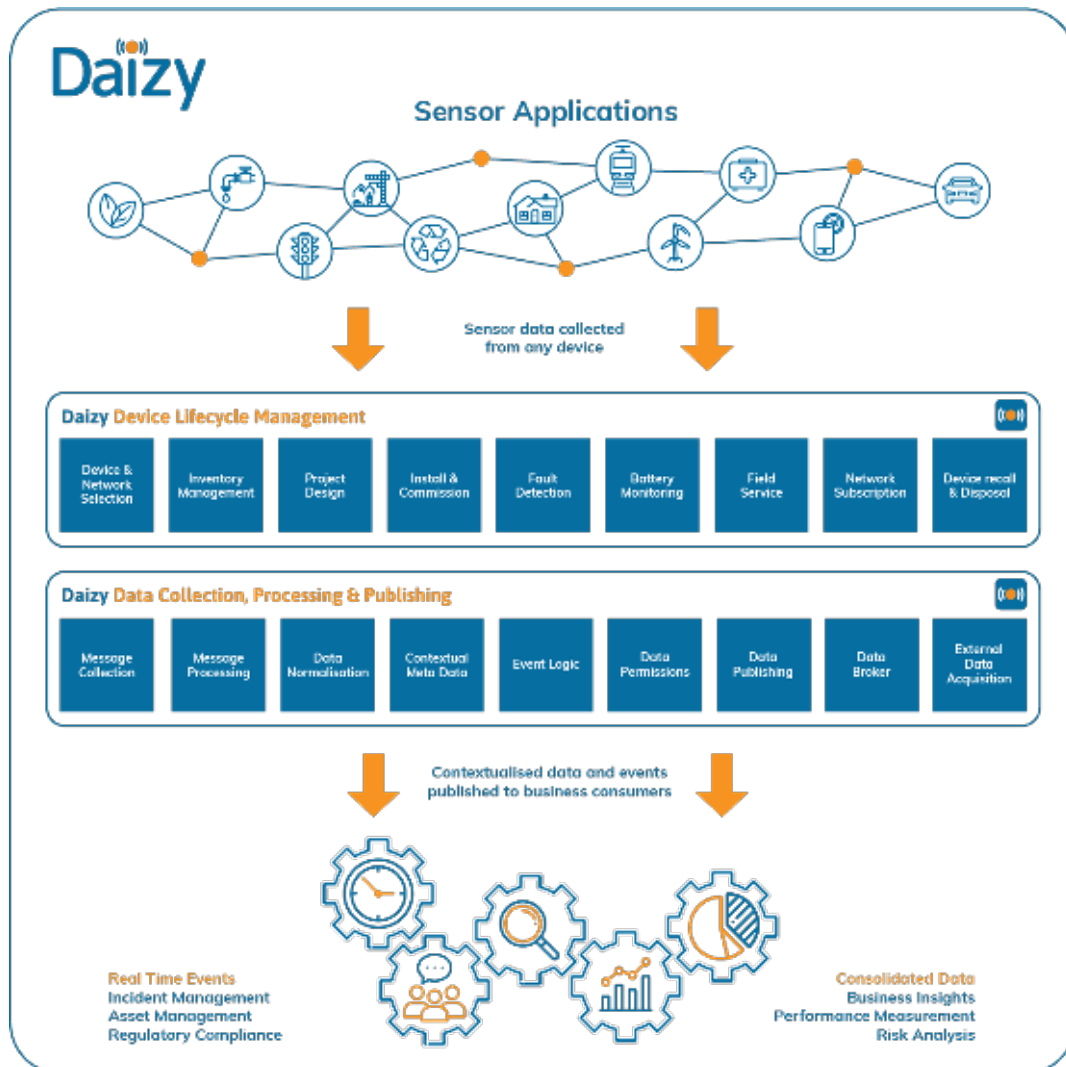 Daizy
Sensor Applications
Sensor data collected
from any device
Daizy Device Lifecycle Management
Device &
Network
Selection
Inventory
Management
Project
Design
Install &
Commission
Fault
Detection
Battery
Monitoring
Field
Service
Network
Subscription
Device recall
& Disposal
Daizy Data Collection, Processing & Publishing
Message
Collection
Message
Processing
Data
Normalisation
Contextual
Meta Data
Event Logic
Data
Permissions
Data
Publishing
Data
Broker
External
Data
Acquisition
Contextualised data and events
published to business consumers
Real Time Events
Incident Management
Asset Management
Regulatory Compliance
Consolidated Data
Business Insights
Performance Measurement
Risk Analysis